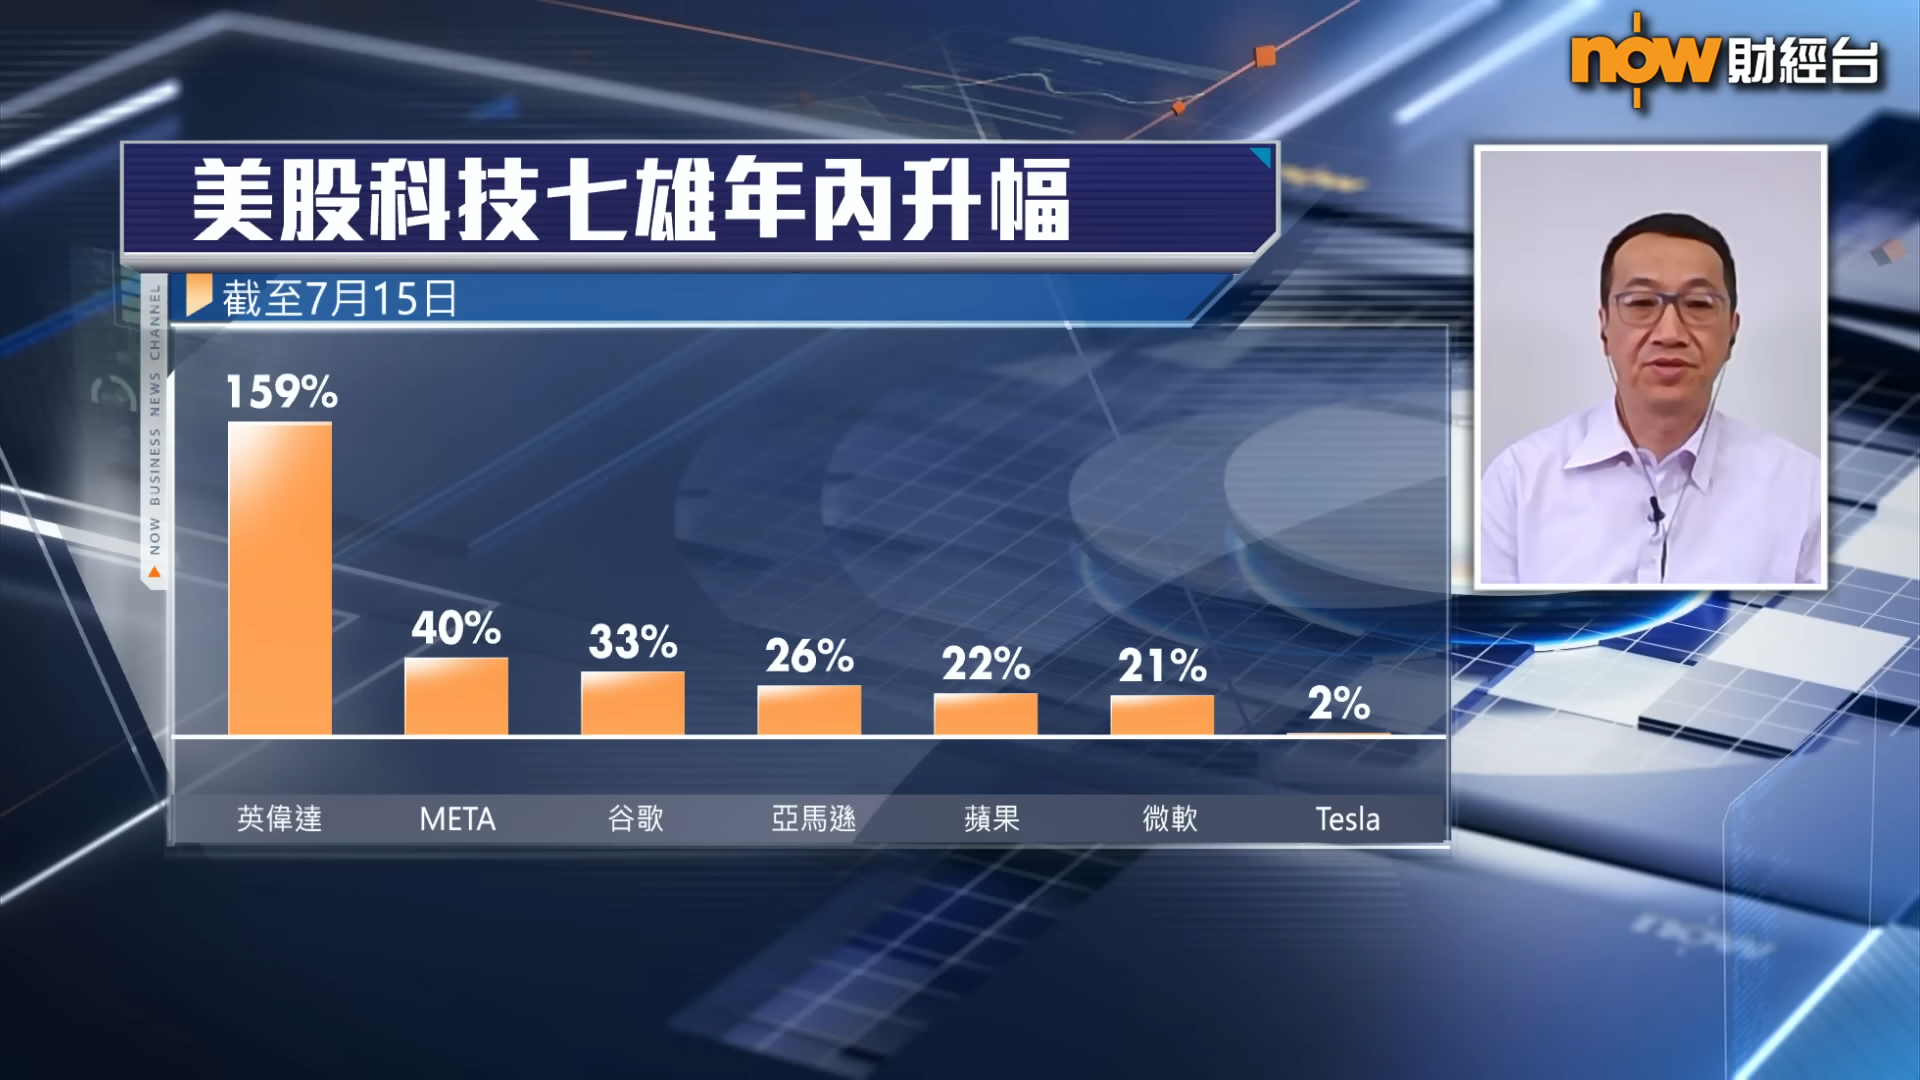 now財經台
美股科技七雄年內升幅
截至7月15日
NOW BUSINESS NEWS CHANNEL
159%
40%
33%
26%
22%
21%
2%
英偉達
META
谷歌
亞馬遜
蘋果
微軟
Tesla
now